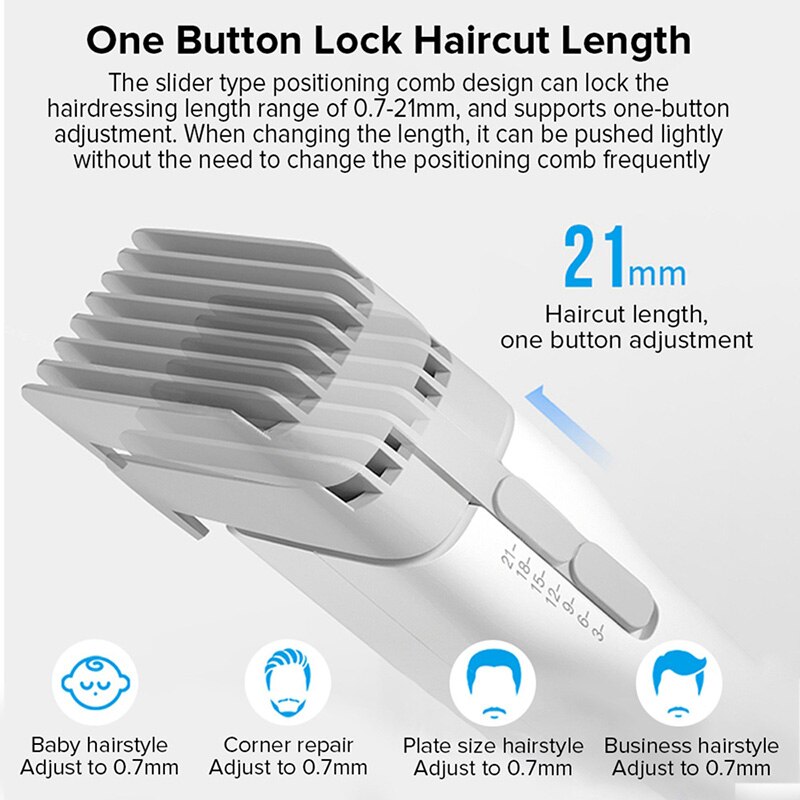 One Button Lock Haircut Length
The slider type positioning comb design can lock the
hairdressing length range of 0.7-21mm, and supports one-button
adjustment. When changing the length, it can be pushed lightly
without the need to change the positioning comb frequently
21mm
Haircut length,
one button adjustment
21-
18-
15-
12-
9-
6-
3-
Baby hairstyle
Adjust to 0.7mm
Corner repair
Adjust to 0.7mm
Plate size hairstyle
Adjust to 0.7mm
Business hairstyle
Adjust to 0.7mm